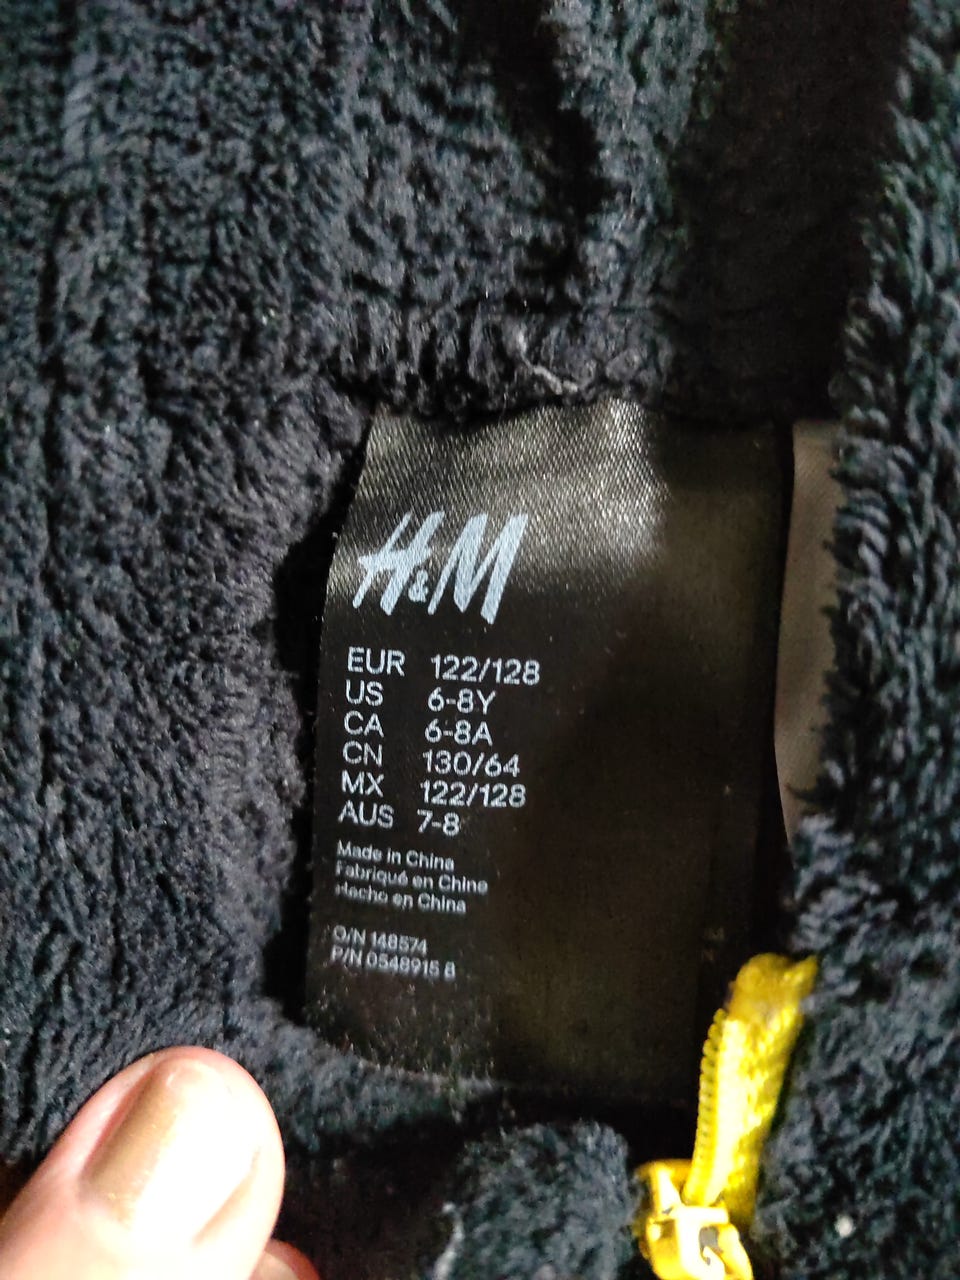 H&M
EUR 122/128
US 6-8Y
CA 6-8A
CN 130/64
MX 122/128
AUS 7-8
Made in China
Fabriqué en Chine
Hecho en China
O/N 148574
P/N 0548915 8